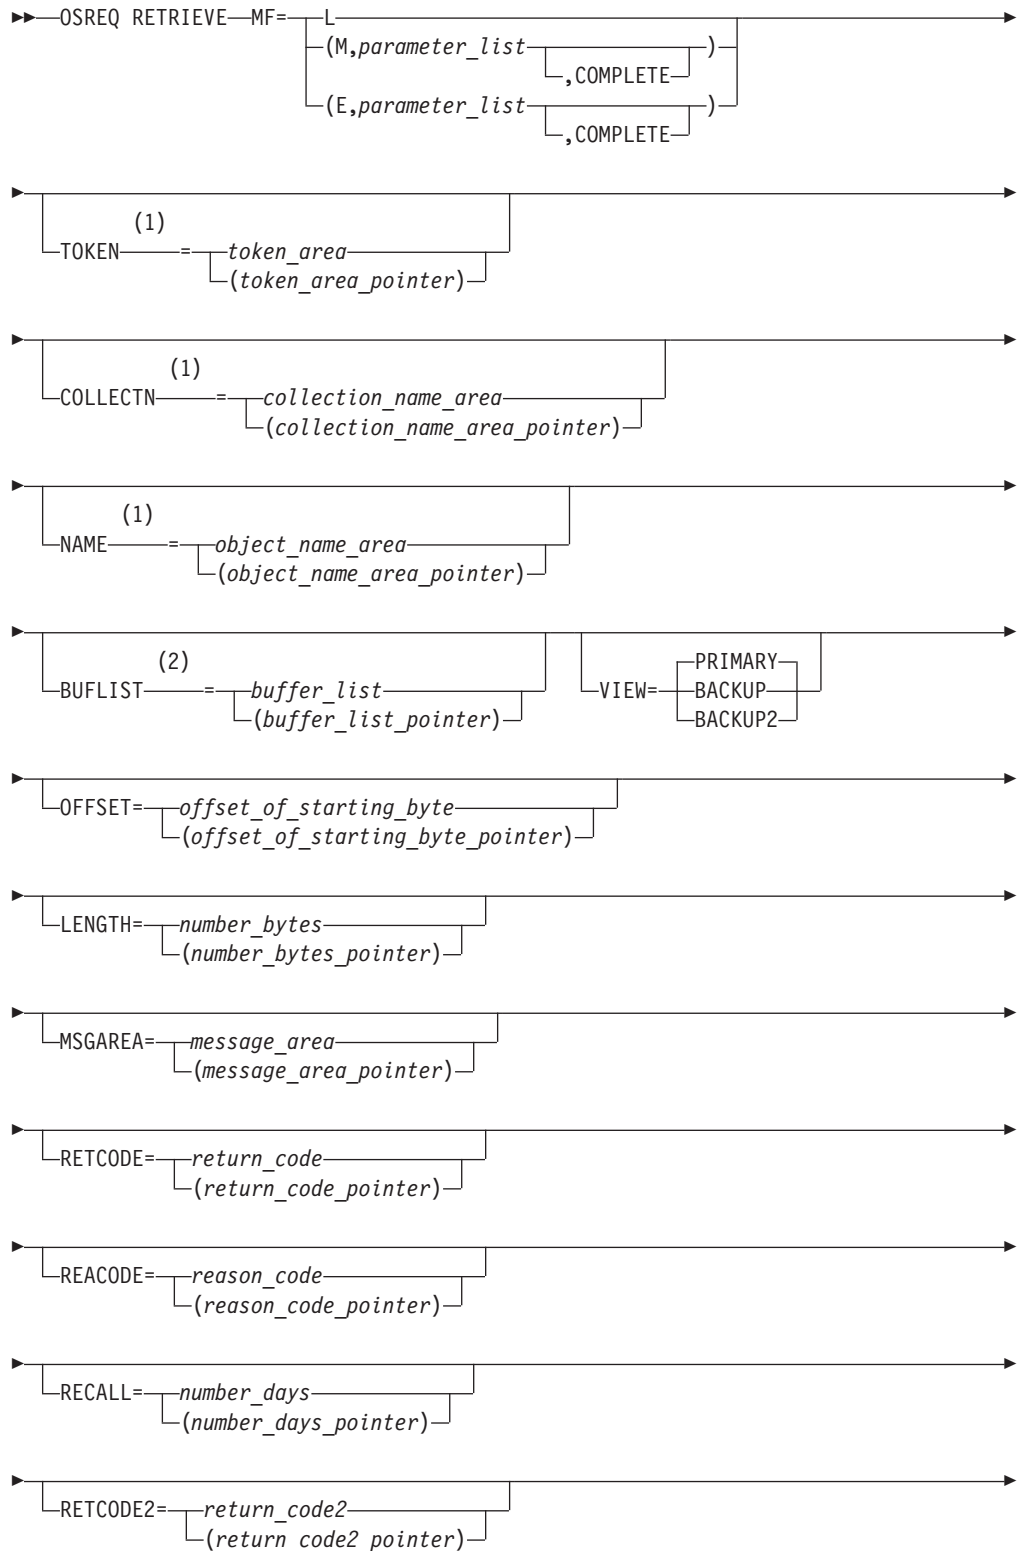 OSREQ RETRIEVE MF= L
(M,parameter_list )
,COMPLETE
(E,parameter_list )
,COMPLETE
(1)
TOKEN = token_area
(token_area_pointer)
(1)
COLLECTN = collection_name_area
(collection_name_area_pointer)
(1)
NAME = object_name_area
(object_name_area_pointer)
(2) PRIMARY
BUFLIST = buffer_list VIEW= BACKUP
(buffer_list_pointer) BACKUP2
OFFSET= offset_of_starting_byte
(offset_of_starting_byte_pointer)
LENGTH= number_bytes
(number_bytes_pointer)
MSGAREA= message_area
(message_area_pointer)
RETCODE= return_code
(return_code_pointer)
REACODE= reason_code
(reason_code_pointer)
RECALL= number_days
(number_days_pointer)
RETCODE2= return_code2
(return code2 pointer)